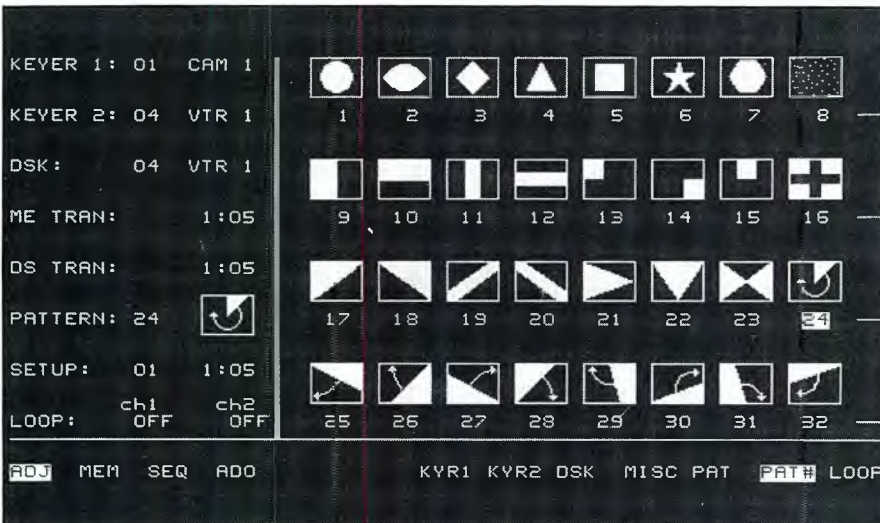 KEYER 1: 01 CAM 1
1 2 3 4 5 6 7 8
KEYER 2: 04 VTR 1
DSK: 04 VTR 1
ME TRAN: 1:05
9 10 11 12 13 14 15 16
DS TRAN: 1:05
PATTERN: 24
17 18 19 20 21 22 23 24
SETUP: 01 1:05
ch1 ch2
LOOP: OFF OFF
25 26 27 28 29 30 31 32
ADJ MEM SEQ ADO KYR1 KYR2 DSK MISC PAT PAT# LOOP